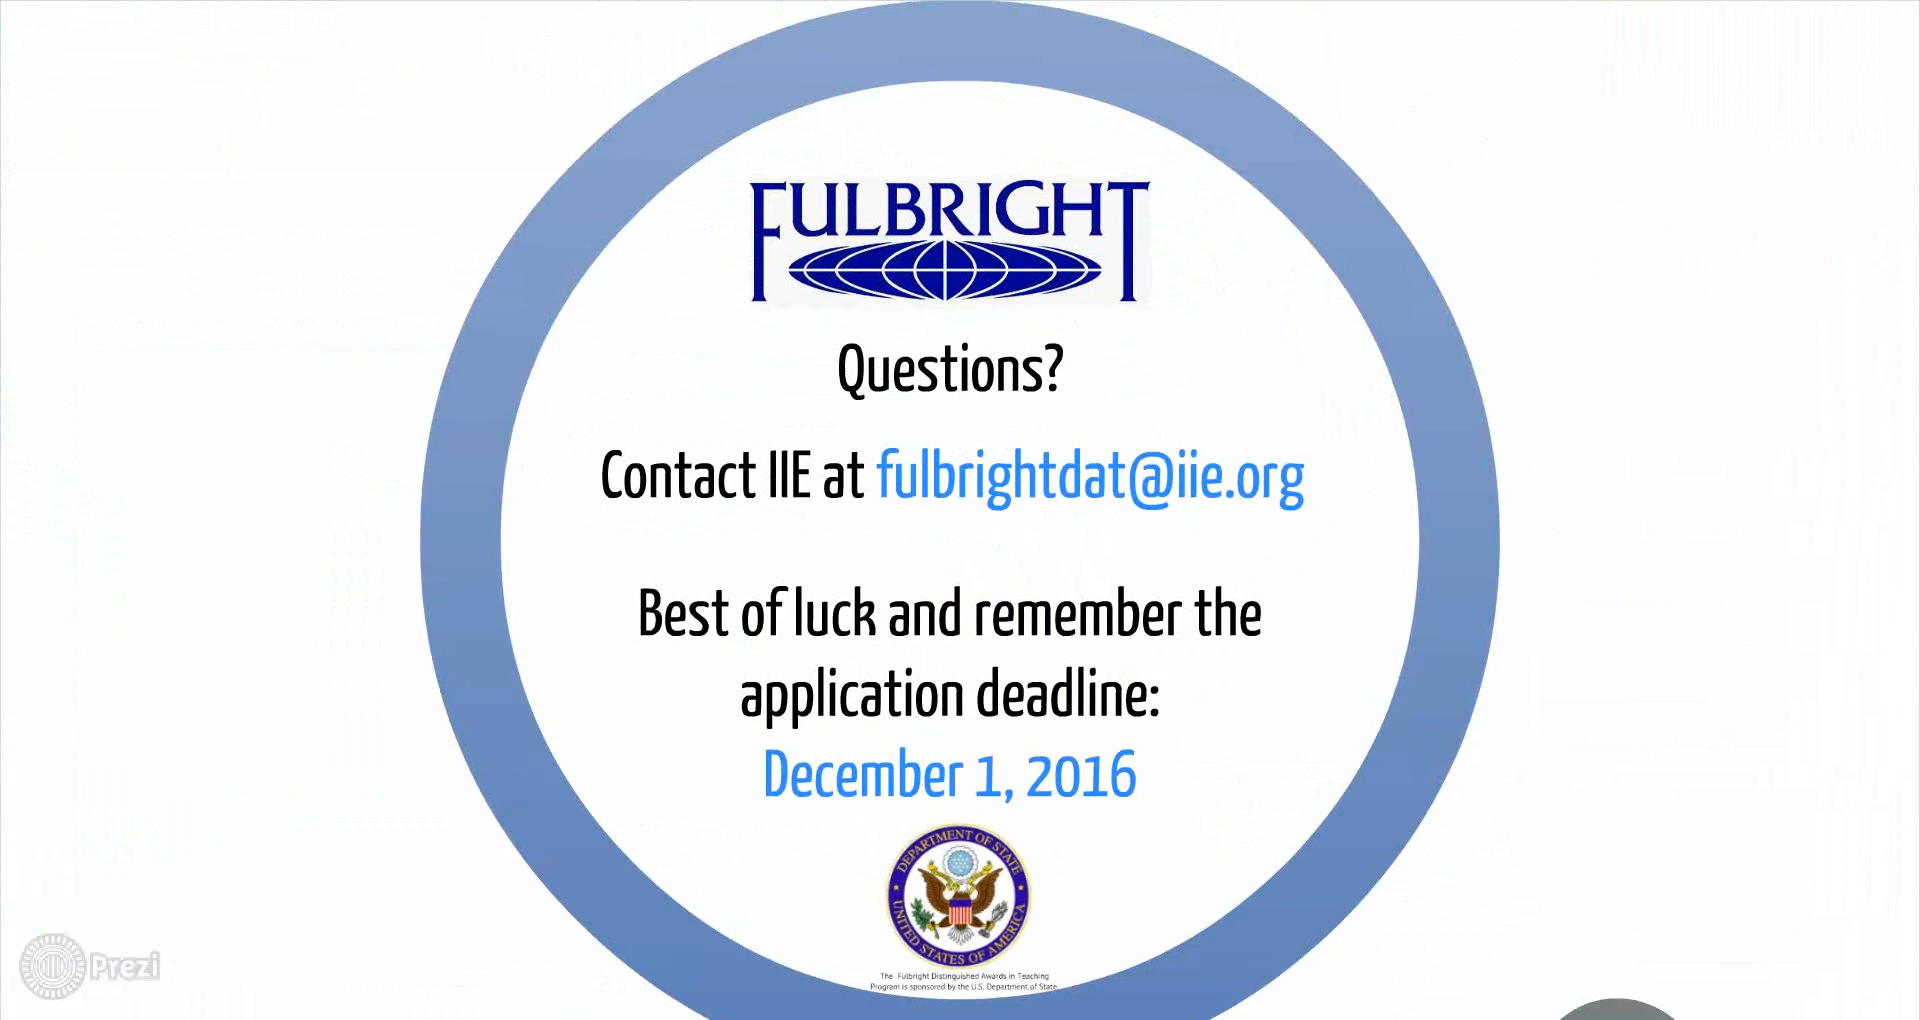 FULBRIGHT
Questions?
Contact IIE at fulbrightdat@iie.org
Best of luck and remember the
application deadline:
December 1, 2016
DEPARTMENT OF STATE
UNITED STATES OF AMERICA
The Fulbright Distinguished Awards in Teaching
Program is sponsored by the U.S. Department of State
Prezi